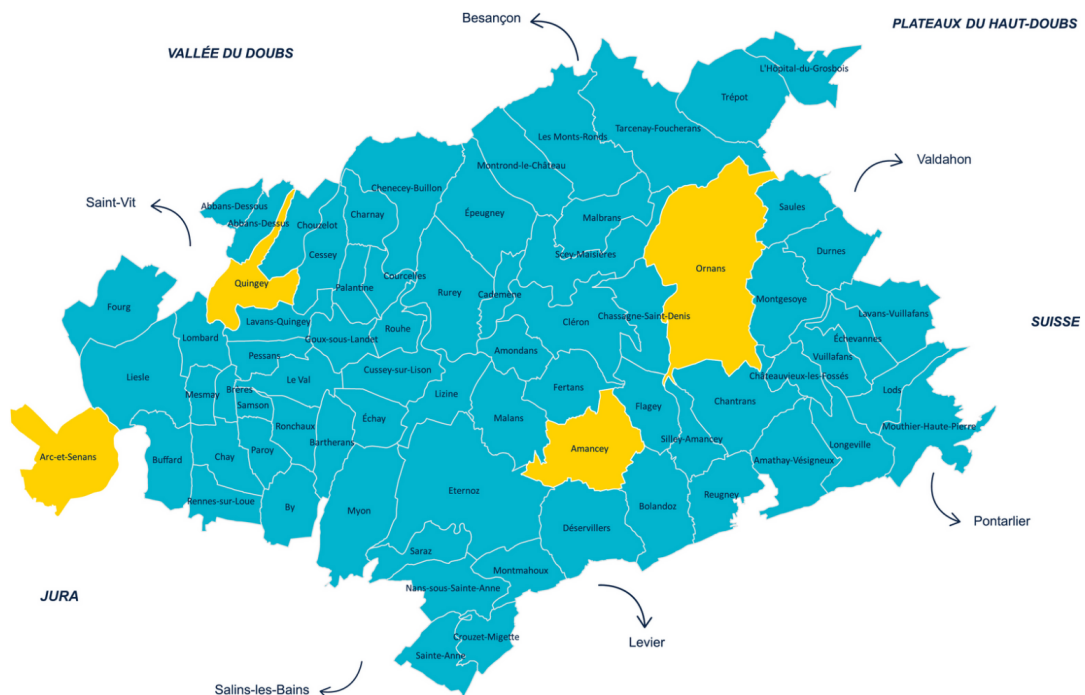 Besançon
PLATEAUX DU HAUT-DOUBS
VALLÉE DU DOUBS
L'Hôpital-du-Grosbois
Trépot
Tarcenay-Foucherans
Les Monts-Ronds
Montrond-le-Château
Valdahon
Chenecey-Buillon
Saint-Vit
Abbans-Dessous
Saules
Charnay
Épeugney
Malbrans
Abbans-Dessus
Chouzelot
Durnes
Cessey
Scey-Maisières
Ornans
Courcelles
Quingey
Palantine
Rurey
Cademène
Montgesoye
Fourg
Lavans-Vuillafans
Chassagne-Saint-Denis
SUISSE
Lavans-Quingey
Cléron
Rouhe
Lombard
Goux-sous-Landet
Échevannes
Amondans
Pessans
Vuillafans
Cussey-sur-Lison
Châteauvieux-les-Fossés
Liesle
Le Val
Fertans
Brères
Lods
Mesmay
Lizine
Chantrans
Samson
Flagey
Échay
Malans
Ronchaux
Mouthier-Haute-Pierre
Bartherans
Silley-Amancey
Longeville
Amancey
Paroy
Arc-et-Senans
Chay
Buffard
Amathay-Vésigneux
Eternoz
Reugney
Rennes-sur-Loue
By
Bolandoz
Myon
Pontarlier
Déservillers
Saraz
Montmahoux
Nans-sous-Sainte-Anne
JURA
Crouzet-Migette
Levier
Sainte-Anne
Salins-les-Bains